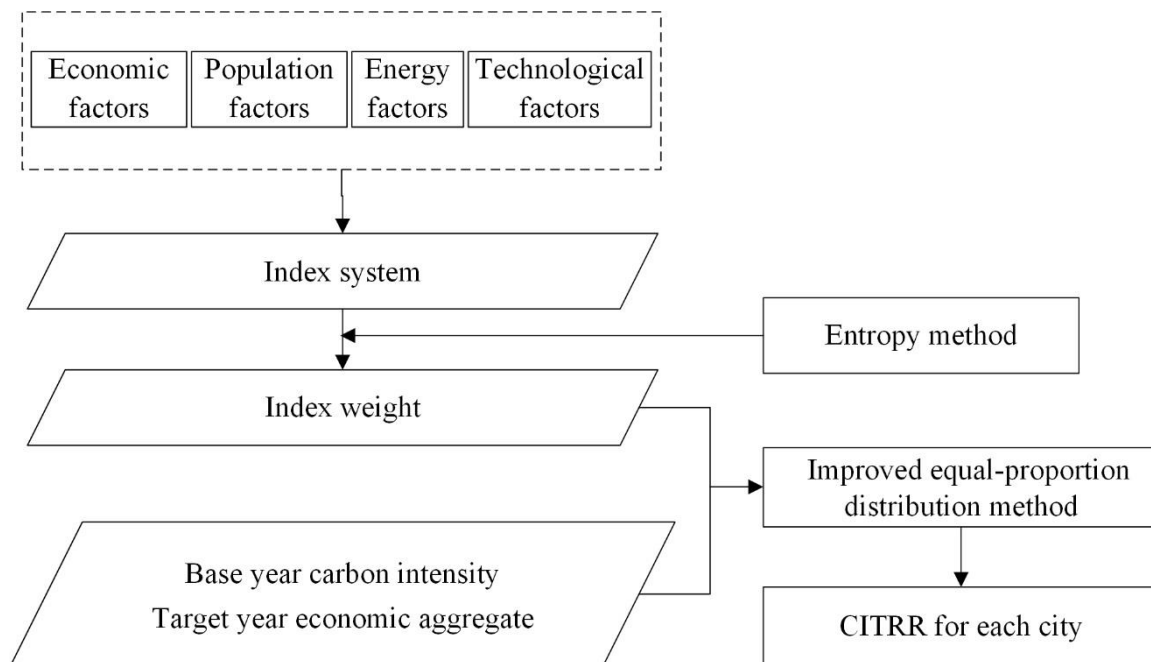 Economic
factors
Population
factors
Energy
factors
Technological
factors
Index system
Entropy method
Index weight
Improved equal-proportion
distribution method
Base year carbon intensity
Target year economic aggregate
CITRR for each city